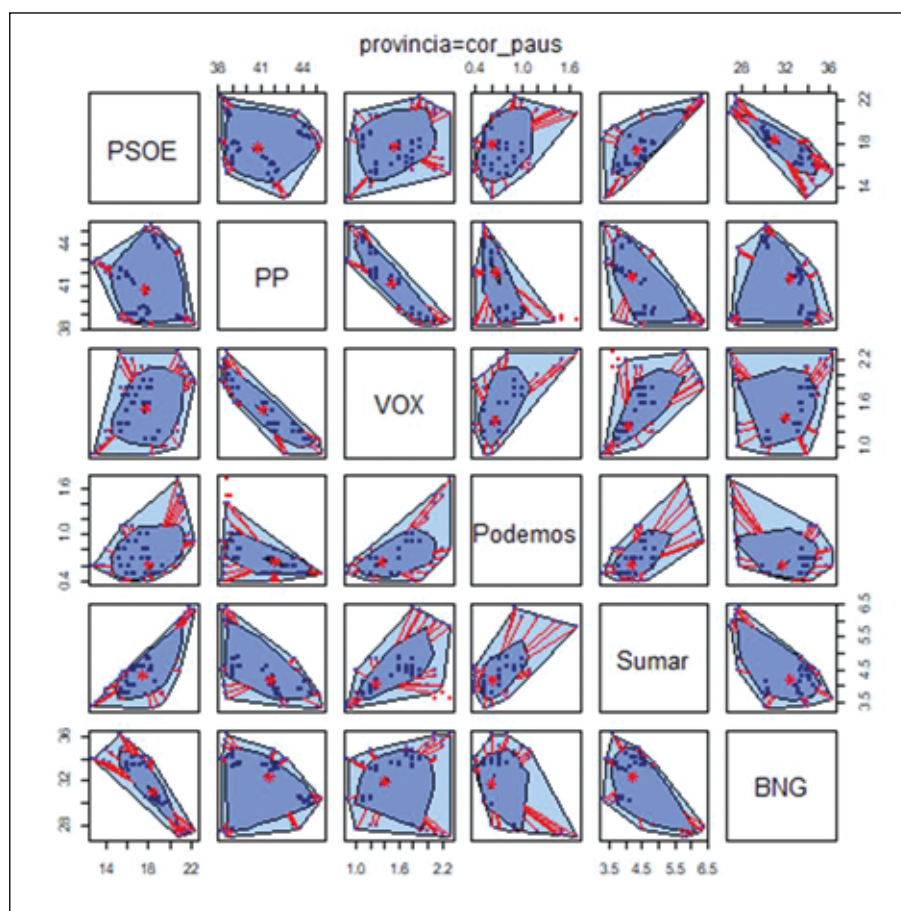 provincia=cor_paus
38 41 44 0.4 1.0 1.6 28 32 36
PSOE
14 18 22
PP
38 41 44
VOX
1.0 1.6 2.2
Podemos
0.4 1.0 1.6
Sumar
3.5 4.5 5.5 6.5
BNG
28 32 36
14 18 22 1.0 1.6 2.2 3.5 4.5 5.5 6.5